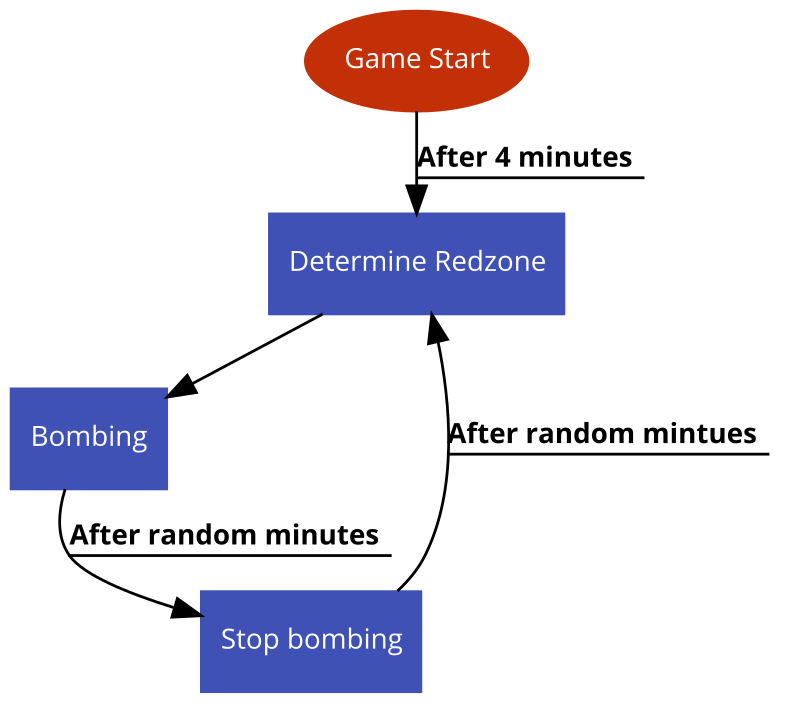 Game Start
After 4 minutes
Determine Redzone
After random mintues
Bombing
After random minutes
Stop bombing